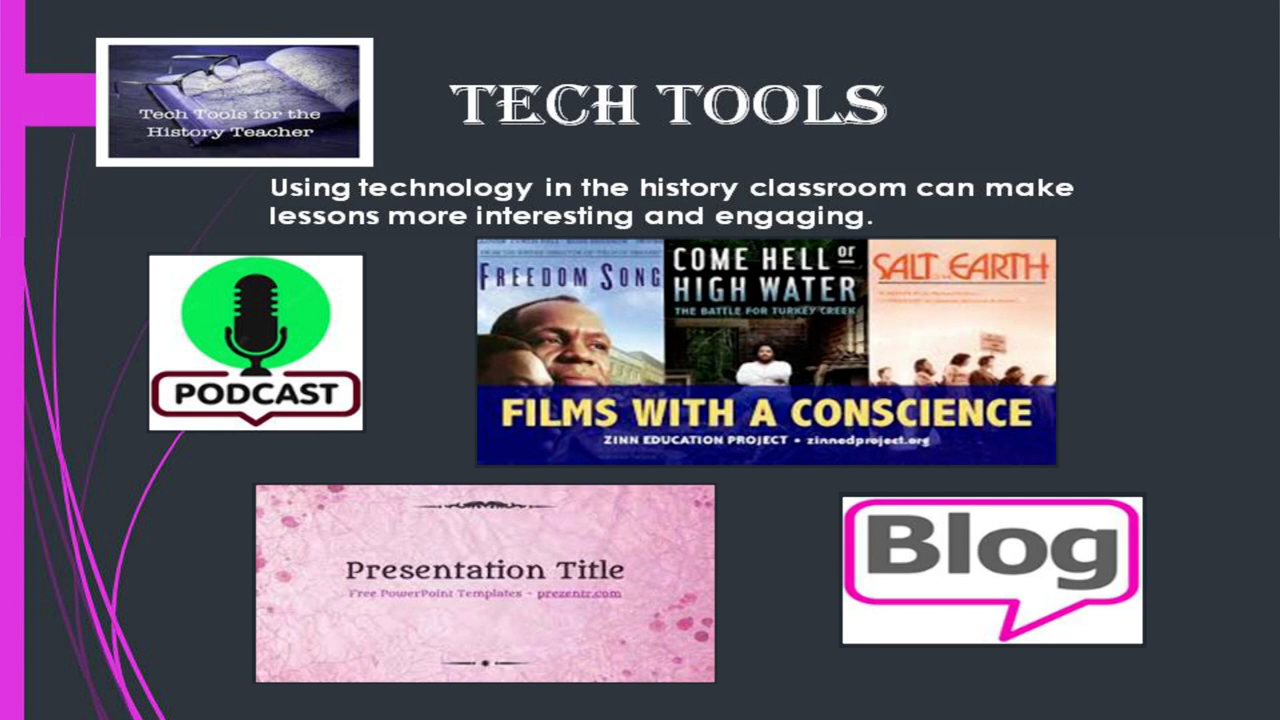 Tech Tools for the
History Teacher
TECH TOOLS
Using technology in the history classroom can make
lessons more interesting and engaging.
PODCAST
FREEDOM SONG
COME HELL or
HIGH WATER
THE BATTLE FOR TURKEY CREEK
SALT EARTH
FILMS WITH A CONSCIENCE
ZINN EDUCATION PROJECT • zinnedproject.org
Presentation Title
Free PowerPoint Templates - prezentr.com
Blog